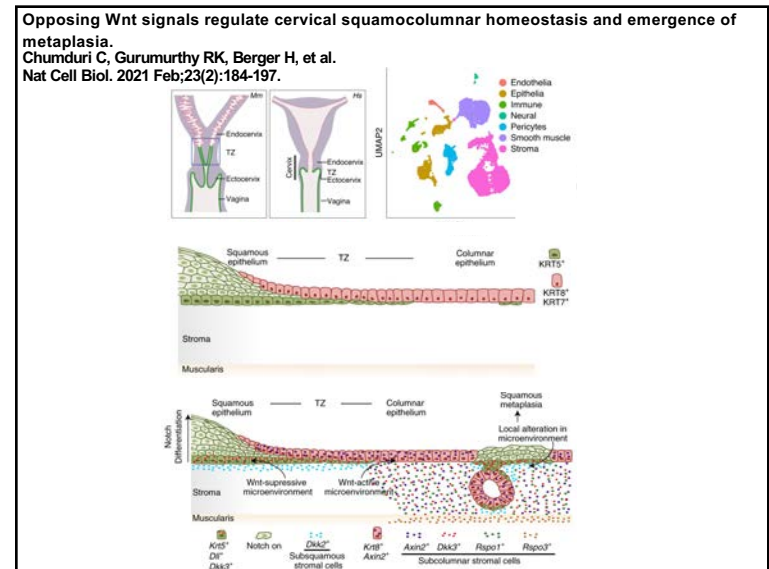 Opposing Wnt signals regulate cervical squamocolumnar homeostasis and emergence of
metaplasia.
Chumduri C, Gurumurthy RK, Berger H, et al.
Nat Cell Biol. 2021 Feb;23(2):184-197.
Mm
Endocervix
TZ
Ectocervix
Vagina
Hs
Cervix
Endocervix
TZ
Ectocervix
Vagina
UMAP2
Endothelia
Epithelia
Immune
Neural
Pericytes
Smooth muscle
Stroma
Squamous
epithelium
TZ
Columnar
epithelium
KRT5+
KRT8+
KRT7+
Stroma
Muscularis
Squamous
epithelium
TZ
Columnar
epithelium
Squamous
metaplasia
Local alteration in
microenvironment
Notch
Differentiation
Wnt-supressive
microenvironment
Wnt-active
microenvironment
Stroma
Muscularis
Krt5+
Dll+
Dkk3+
Notch on
Dkk2+
Subsquamous
stromal cells
Krt8+
Axin2+
Axin2+
Dkk3+
Rspo1+
Rspo3+
Subcolumnar stromal cells